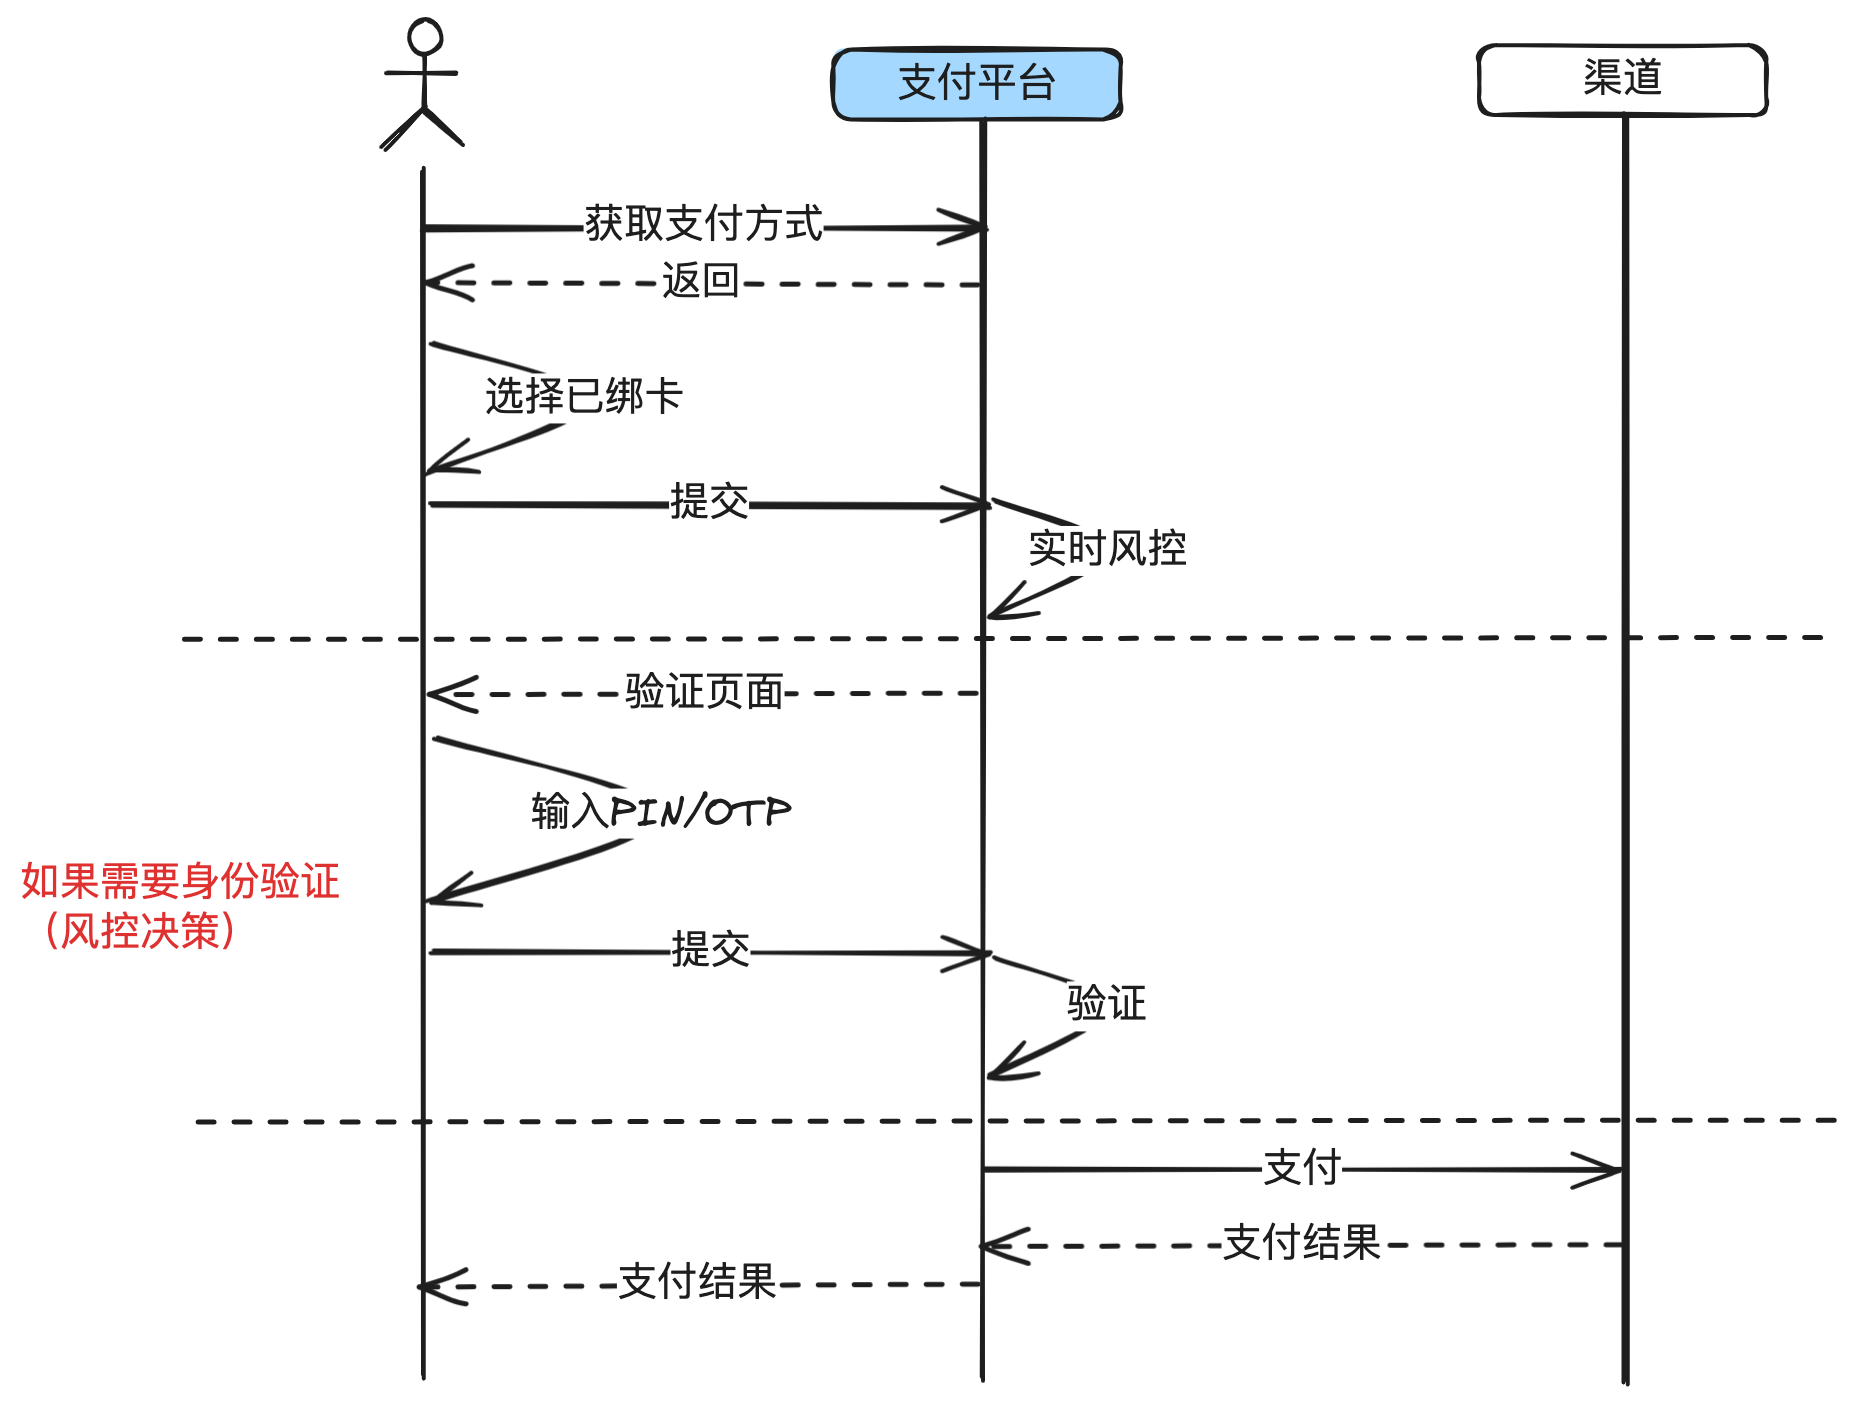 支付平台
渠道
获取支付方式
返回
选择已绑卡
提交
实时风控
验证页面
输入PIN/OTP
如果需要身份验证
（风控决策）
提交
验证
支付
支付结果
支付结果